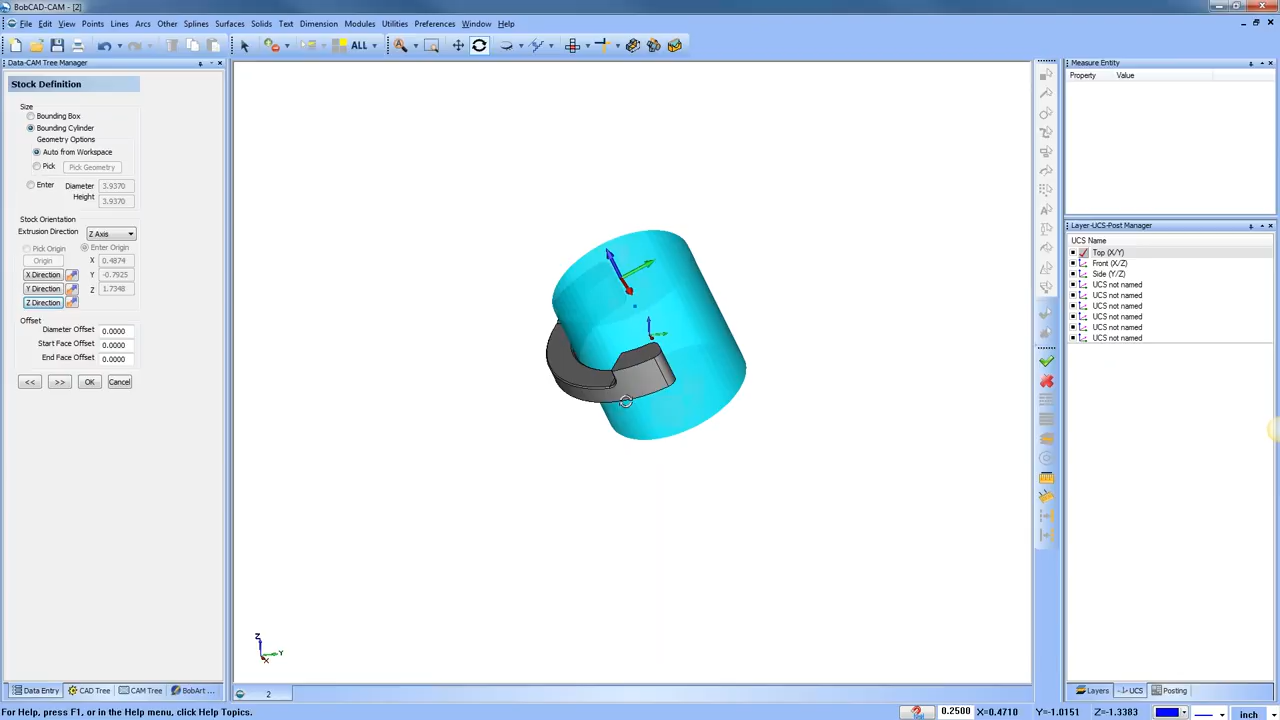 BobCAD-CAM - [2]
File Edit View Points Lines Arcs Other Splines Surfaces Solids Text Dimension Modules Utilities Preferences Window Help
ALL
Data-CAM Tree Manager
Stock Definition
Size
Bounding Box
Bounding Cylinder
Geometry Options
Auto from Workspace
Pick Pick Geometry
Enter Diameter 3.9370
Height 3.9370
Stock Orientation
Extrusion Direction Z Axis
Pick Origin Enter Origin
Origin X 0.4874
X Direction Y -0.7925
Y Direction Z 1.7348
Z Direction
Offset
Diameter Offset 0.0000
Start Face Offset 0.0000
End Face Offset 0.0000
<< >> OK Cancel
Z
Y
X
Measure Entity
Property Value
Layer-UCS-Post Manager
UCS Name
Top (X/Y)
Front (X/Z)
Side (Y/Z)
UCS not named
UCS not named
UCS not named
UCS not named
UCS not named
UCS not named
Data Entry CAD Tree CAM Tree BobArt ... 2 Layers UCS Posting
For Help, press F1, or in the Help menu, click Help Topics. 0.2500 X=0.4710 Y=-1.0151 Z=-1.3383 inch